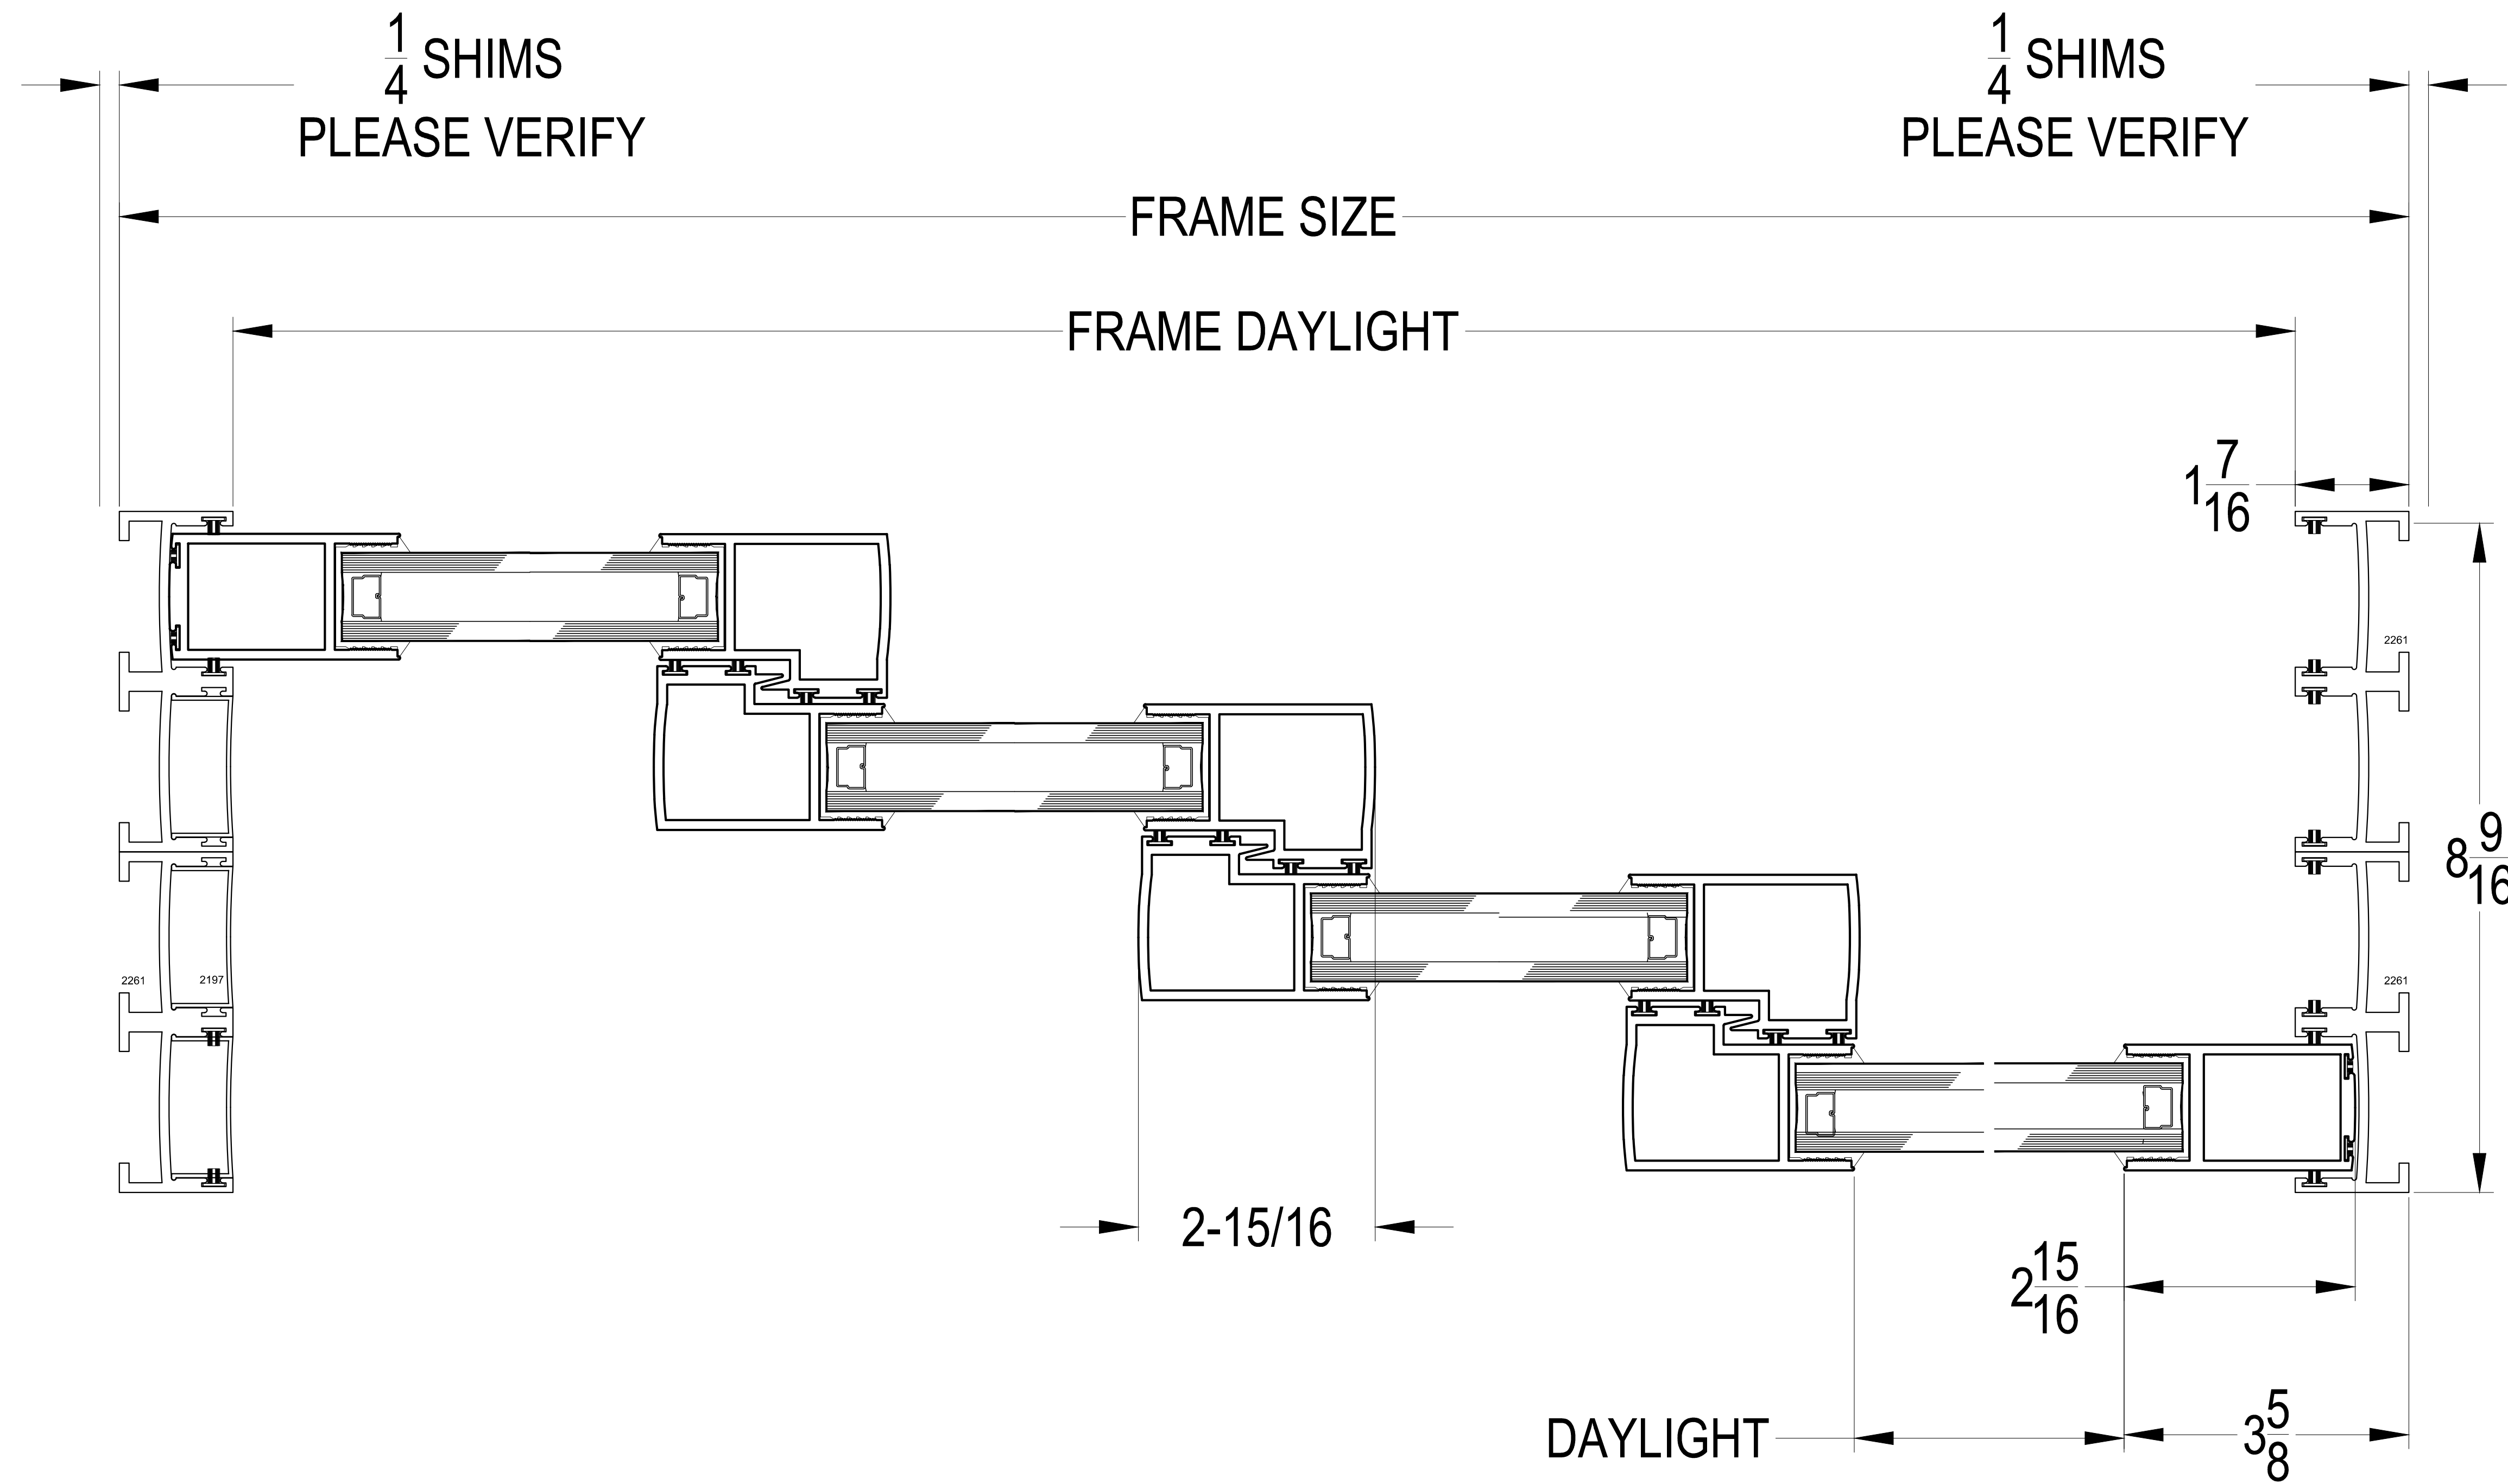 1/4 SHIMS
PLEASE VERIFY
1/4 SHIMS
PLEASE VERIFY
FRAME SIZE
FRAME DAYLIGHT
1 7/16
2261
8 9/16
2261
2197
2261
2-15/16
2 15/16
DAYLIGHT
3 5/8